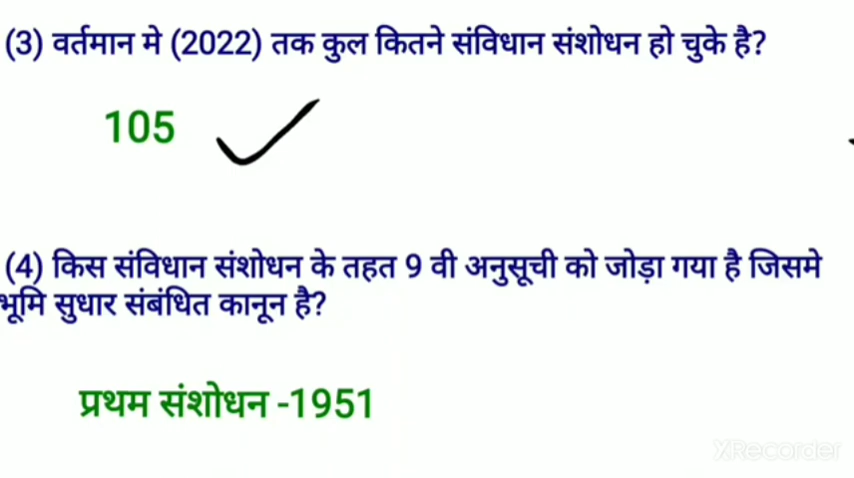 (3) वर्तमान मे (2022) तक कुल कितने संविधान संशोधन हो चुके है?
105
(4) किस संविधान संशोधन के तहत 9 वी अनुसूची को जोड़ा गया है जिसमे
भूमि सुधार संबंधित कानून है?
प्रथम संशोधन -1951
XRecorder